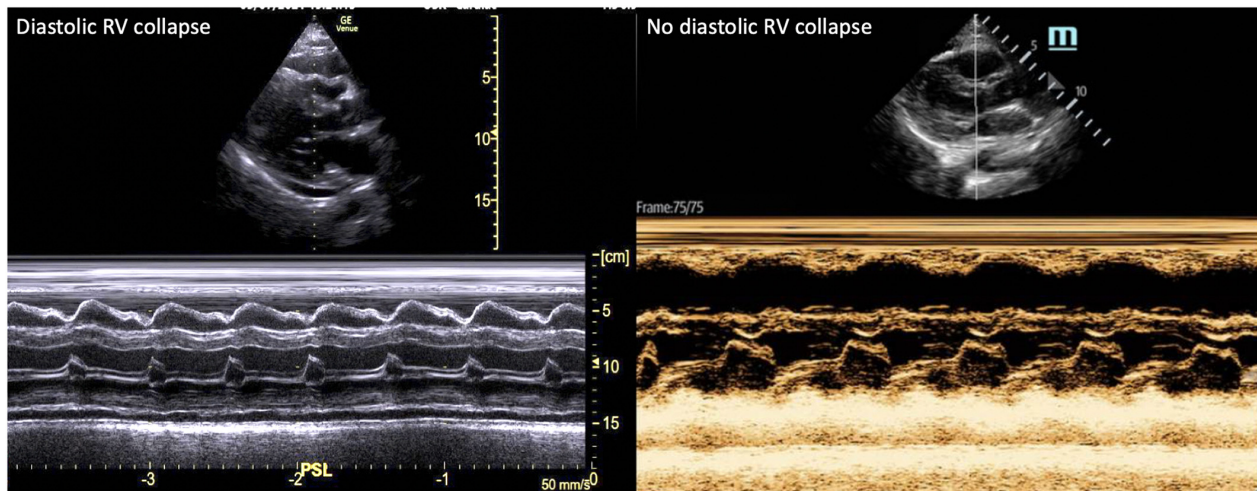 Diastolic RV collapse
GE
Venue
5
10
15
[cm]
5
10
15
PSL
-3
-2
-1
0
50 mm/s
No diastolic RV collapse
m
5
10
Frame:75/75